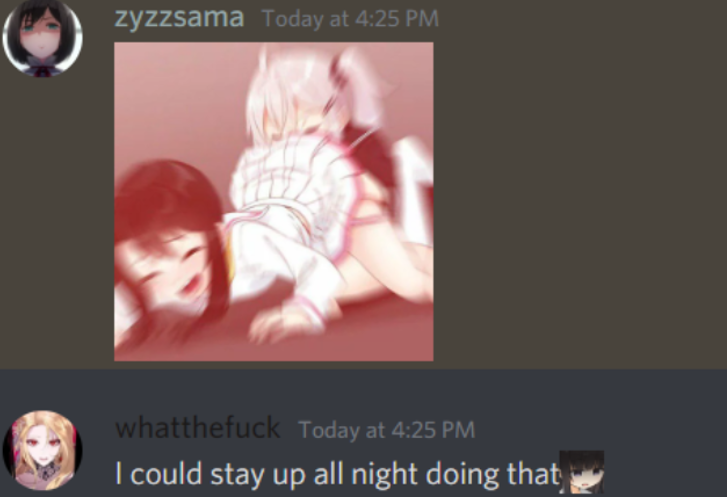 zyzzsama Today at 4:25 PM
whatthefuck Today at 4:25 PM
I could stay up all night doing that